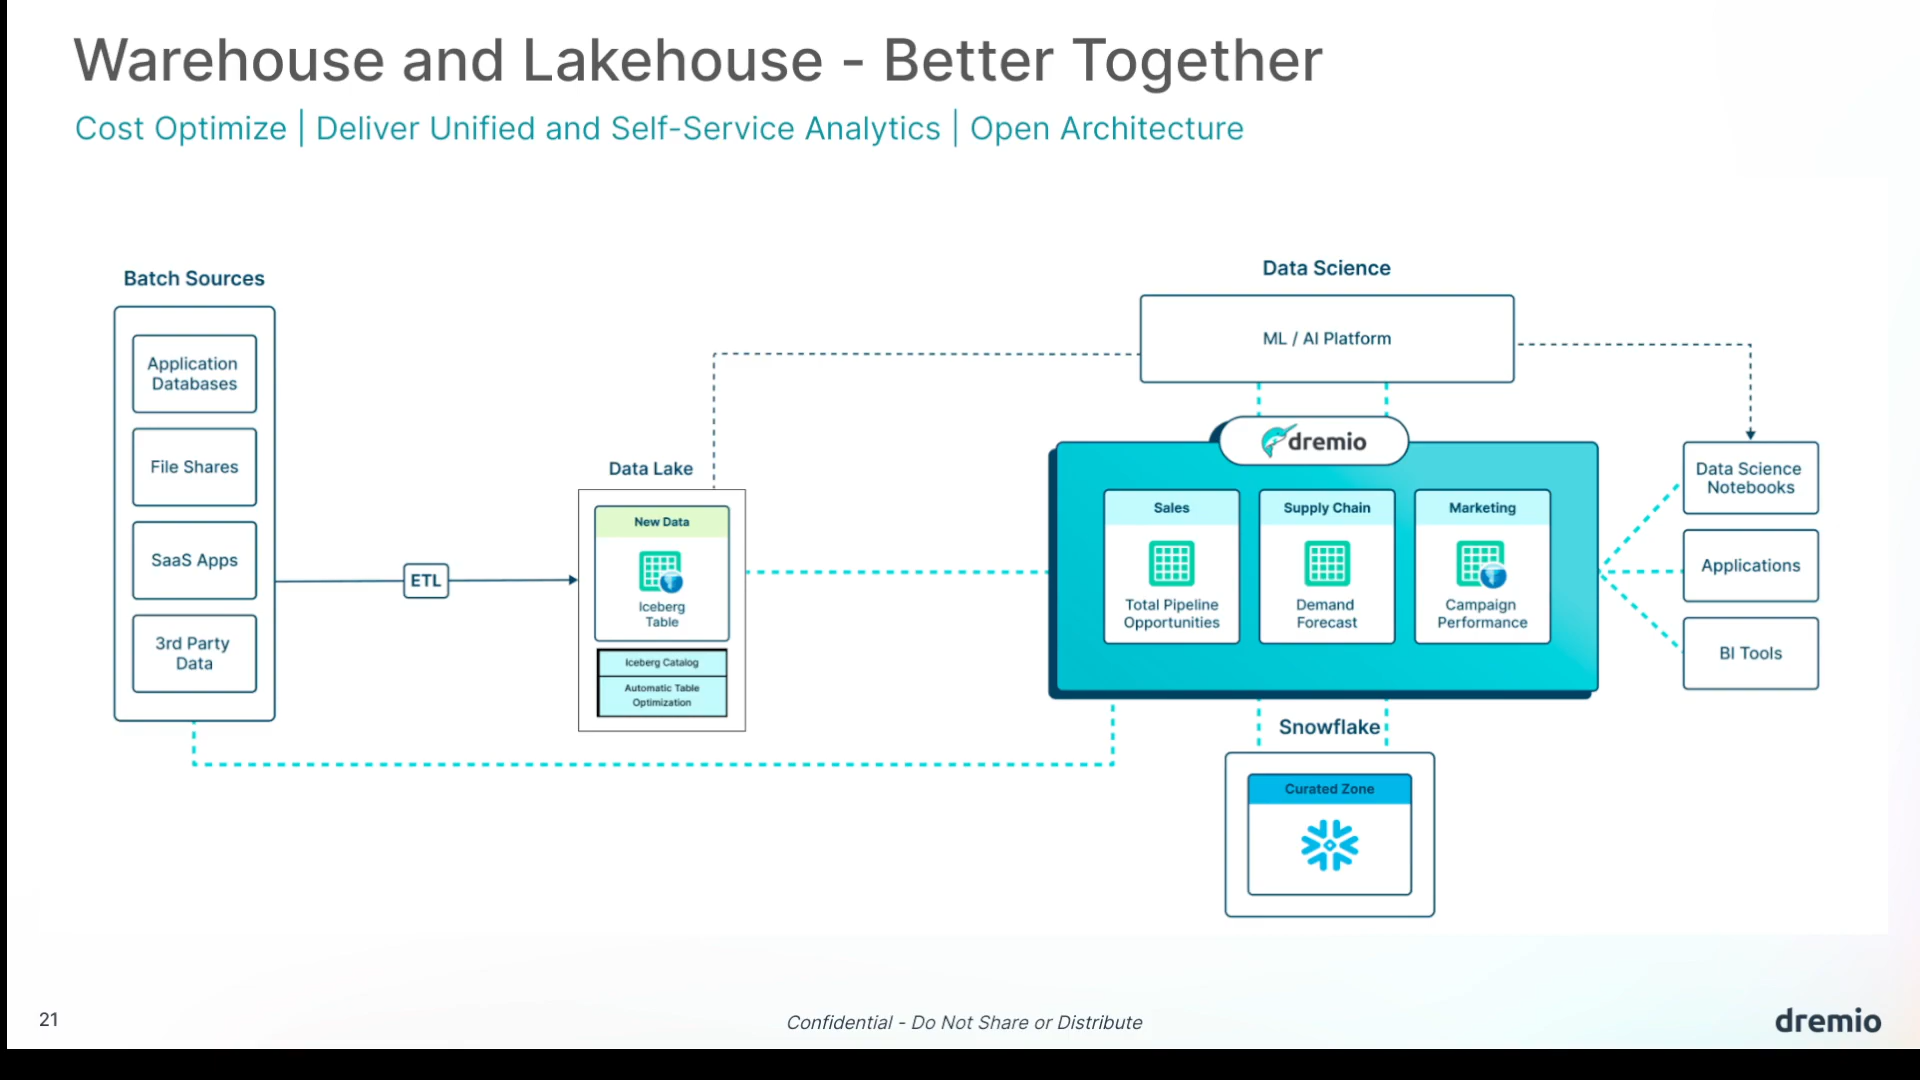 Warehouse and Lakehouse - Better Together
Cost Optimize | Deliver Unified and Self-Service Analytics | Open Architecture
Batch Sources
Application
Databases
File Shares
SaaS Apps
3rd Party
Data
ETL
Data Lake
New Data
Iceberg
Table
Iceberg Catalog
Automatic Table
Optimization
Data Science
ML / AI Platform
dremio
Sales
Total Pipeline
Opportunities
Supply Chain
Demand
Forecast
Marketing
Campaign
Performance
Snowflake
Curated Zone
Data Science
Notebooks
Applications
BI Tools
21
Confidential - Do Not Share or Distribute
dremio